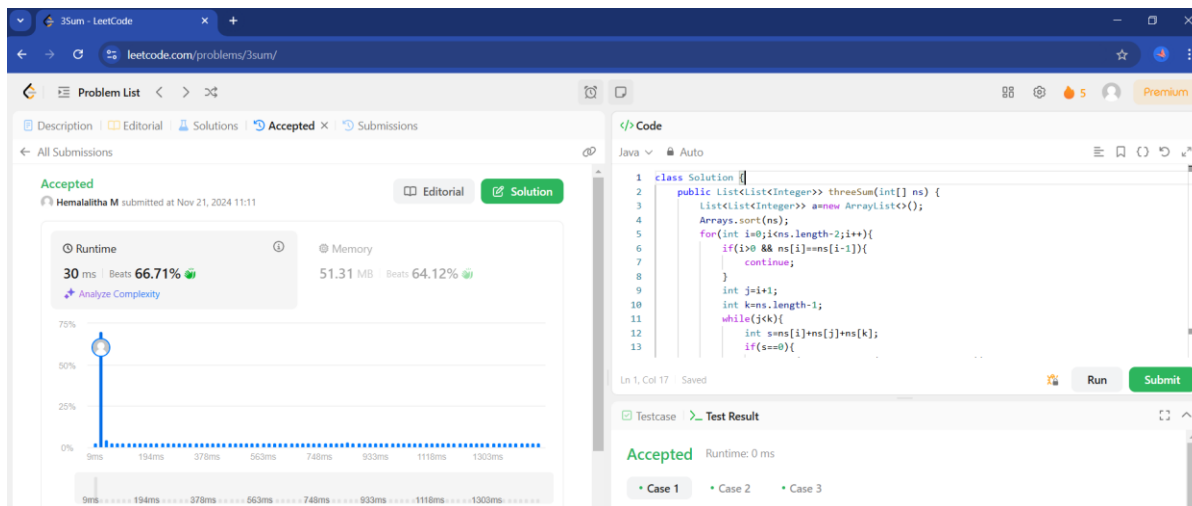 3Sum - LeetCode
leetcode.com/problems/3sum/
Problem List
5
Premium
Description
Editorial
Solutions
Accepted
Submissions
All Submissions
Accepted
Hemalalitha M submitted at Nov 21, 2024 11:11
Editorial
Solution
Runtime
30 ms Beats 66.71%
Analyze Complexity
Memory
51.31 MB Beats 64.12%
75%
50%
25%
0%
9ms 194ms 378ms 563ms 748ms 933ms 1118ms 1303ms
9ms 194ms 378ms 563ms 748ms 933ms 1118ms 1303ms
</> Code
Java Auto
1 class Solution {
2 public List<List<Integer>> threeSum(int[] ns) {
3 List<List<Integer>> a=new ArrayList<>();
4 Arrays.sort(ns);
5 for(int i=0;i<ns.length-2;i++){
6 if(i>0 && ns[i]==ns[i-1]){
7 continue;
8 }
9 int j=i+1;
10 int k=ns.length-1;
11 while(j<k){
12 int s=ns[i]+ns[j]+ns[k];
13 if(s==0){
Ln 1, Col 17 Saved
Run
Submit
Testcase
>_ Test Result
Accepted Runtime: 0 ms
• Case 1 • Case 2 • Case 3